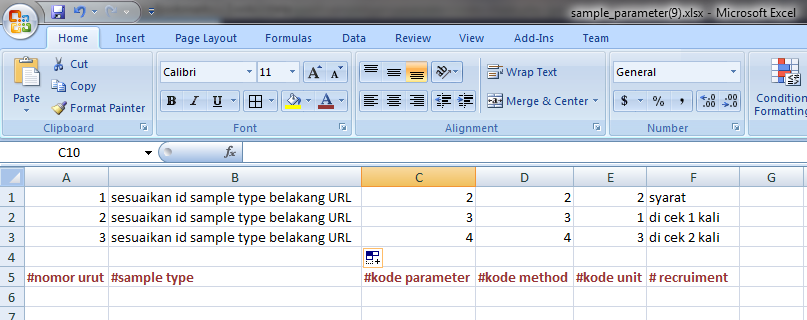 sample_parameter(9).xlsx - Microsoft Excel
Home Insert Page Layout Formulas Data Review View Add-Ins Team
Cut
Copy
Format Painter
Paste
Clipboard
Calibri 11 A A
B I U A
Font
Wrap Text
Merge & Center
Alignment
General
$ % , .0 .00 .00 .0
Number
Condition
Formatting
C10 fx
A B C D E F G
1 1 sesuaikan id sample type belakang URL 2 2 2 syarat
2 2 sesuaikan id sample type belakang URL 3 3 1 di cek 1 kali
3 3 sesuaikan id sample type belakang URL 4 4 3 di cek 2 kali
4
5 #nomor urut #sample type #kode parameter #kode method #kode unit # recruiment
6
7